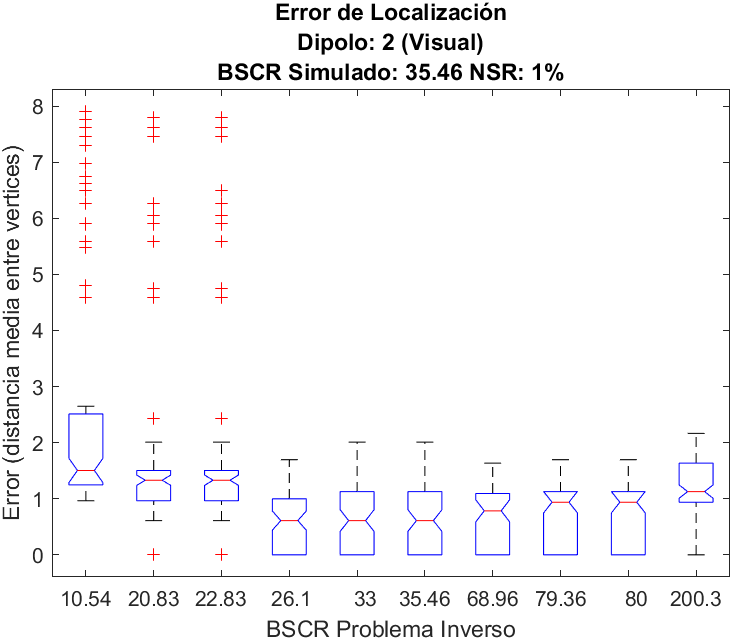 Error de Localización
Dipolo: 2 (Visual)
BSCR Simulado: 35.46 NSR: 1%
Error (distancia media entre vertices)
8
7
6
5
4
3
2
1
0
10.54 20.83 22.83 26.1 33 35.46 68.96 79.36 80 200.3
BSCR Problema Inverso